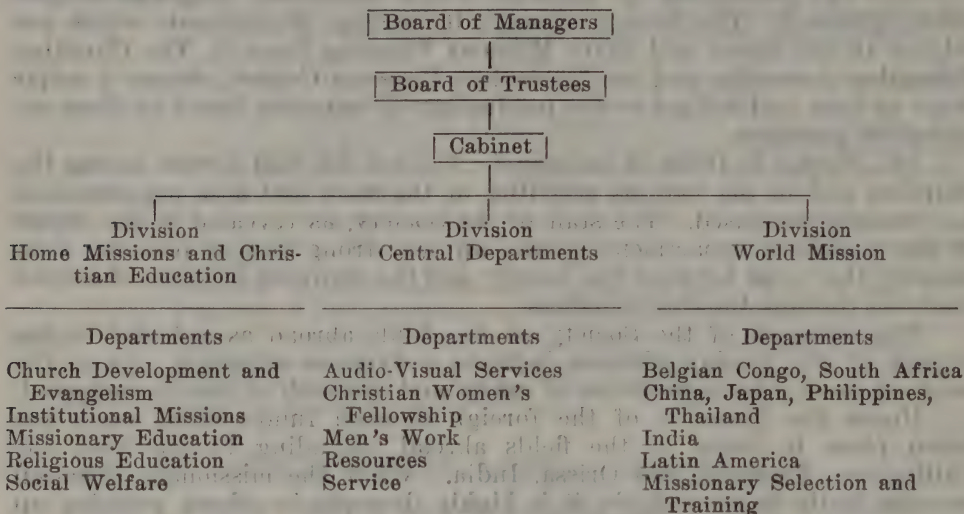 Board of Managers
Board of Trustees
Cabinet
Division
Home Missions and Chris-
tian Education
Division
Central Departments
Division
World Mission
Departments
Church Development and
Evangelism
Institutional Missions
Missionary Education
Religious Education
Social Welfare
Departments
Audio-Visual Services
Christian Women's
Fellowship
Men's Work
Resources
Service
Departments
Belgian Congo, South Africa
China, Japan, Philippines,
Thailand
India
Latin America
Missionary Selection and
Training